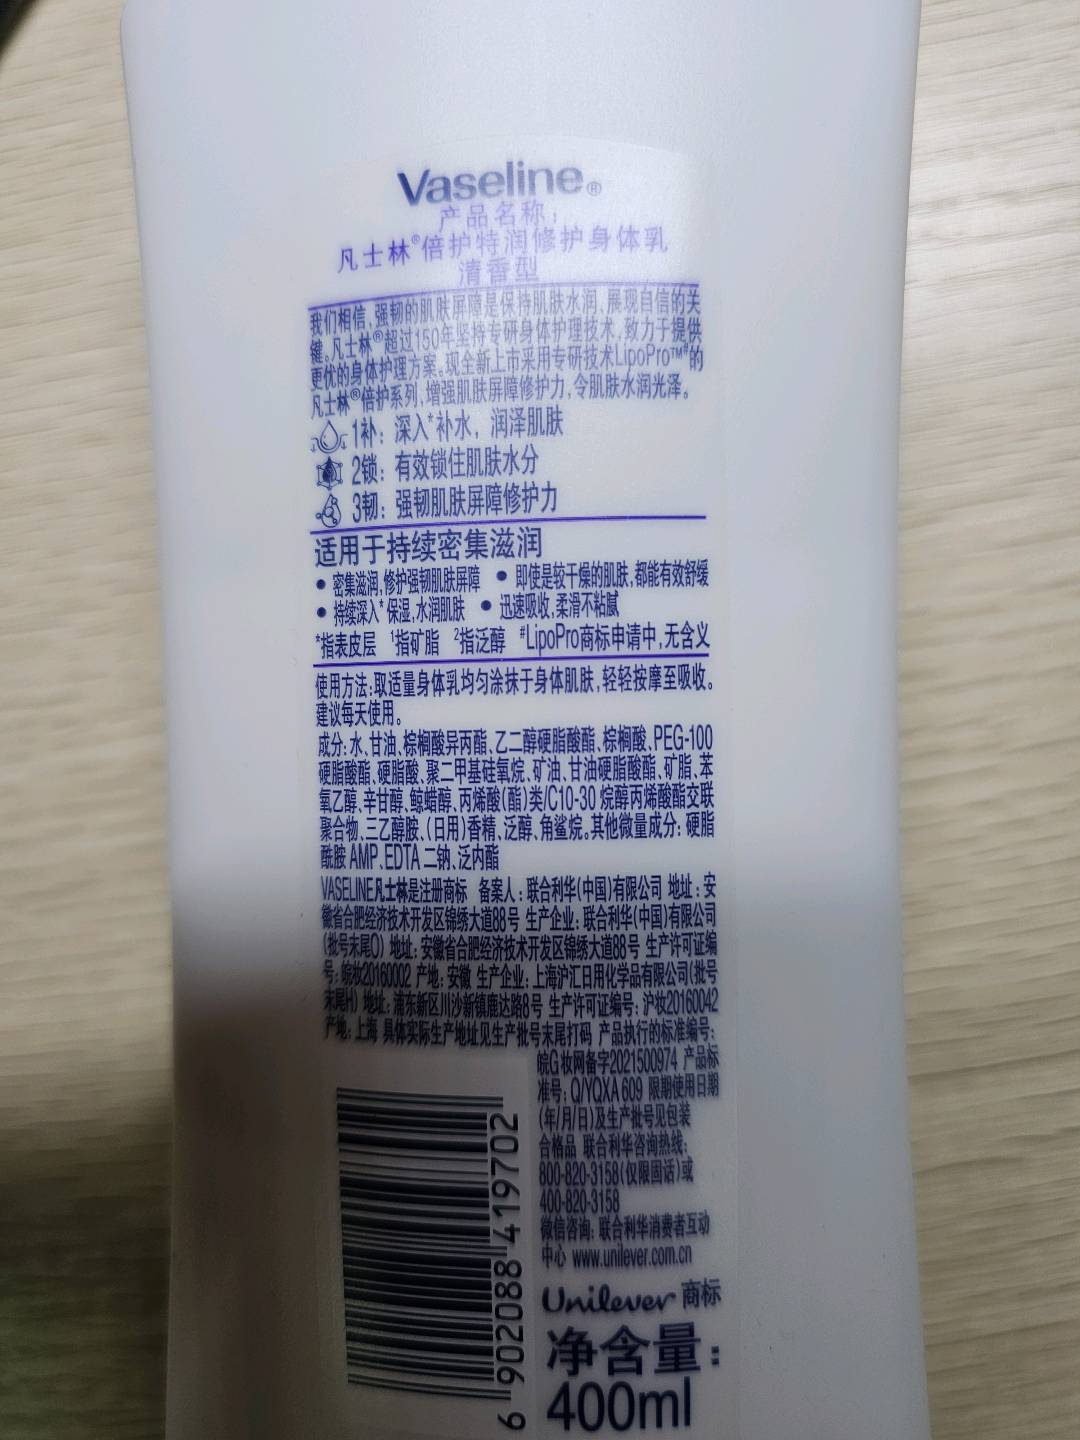 Vaseline®
产品名称：
凡士林®倍护特润修护身体乳
清香型
我们相信，强韧的肌肤屏障是保持肌肤水润、展现自信的关
键。凡士林®超过150年坚持专研身体护理技术，致力于提供
更优的身体护理方案。现全新上市采用专研技术LipoPro™#的
凡士林®倍护系列，增强肌肤屏障修护力，令肌肤水润光泽。
1补：深入*补水，润泽肌肤
2锁：有效锁住肌肤水分
3韧：强韧肌肤屏障修护力
适用于持续密集滋润
• 密集滋润，修护强韧肌肤屏障 • 即使是较干燥的肌肤，都能有效舒缓
• 持续深入*保湿，水润肌肤 • 迅速吸收，柔滑不粘腻
*指表皮层 ¹指矿脂 ²指泛醇 #LipoPro商标申请中，无含义
使用方法：取适量身体乳均匀涂抹于身体肌肤，轻轻按摩至吸收。
建议每天使用。
成分：水、甘油、棕榈酸异丙酯、乙二醇硬脂酸酯、棕榈酸、PEG-100
硬脂酸酯、硬脂酸、聚二甲基硅氧烷、矿油、甘油硬脂酸酯、矿脂、苯
氧乙醇、辛甘醇、鲸蜡醇、丙烯酸（酯）类/C10-30 烷醇丙烯酸酯交联
聚合物、三乙醇胺、（日用）香精、泛醇、角鲨烷。其他微量成分：硬脂
酰胺 AMP、EDTA 二钠、泛内酯
VASELINE凡士林是注册商标 备案人：联合利华（中国）有限公司 地址：安
徽省合肥经济技术开发区锦绣大道88号 生产企业：联合利华（中国）有限公司
（批号末尾O） 地址：安徽省合肥经济技术开发区锦绣大道88号 生产许可证编
号：皖妆20160002 产地：安徽 生产企业：上海沪汇日用化学品有限公司（批号
末尾H） 地址：浦东新区川沙新镇鹿达路8号 生产许可证编号：沪妆20160042
产地：上海 具体实际生产地址见生产批号末尾打码 产品执行的标准编号：
皖G妆网备字2021500974 产品标
准号：Q/YQXA 609 限期使用日期
（年/月/日）及生产批号见包装
合格品 联合利华咨询热线：
800-820-3158（仅限固话）或
400-820-3158
微信咨询：联合利华消费者互动
中心 www.unilever.com.cn
Unilever 商标
净含量：
400ml
6 902088 419702